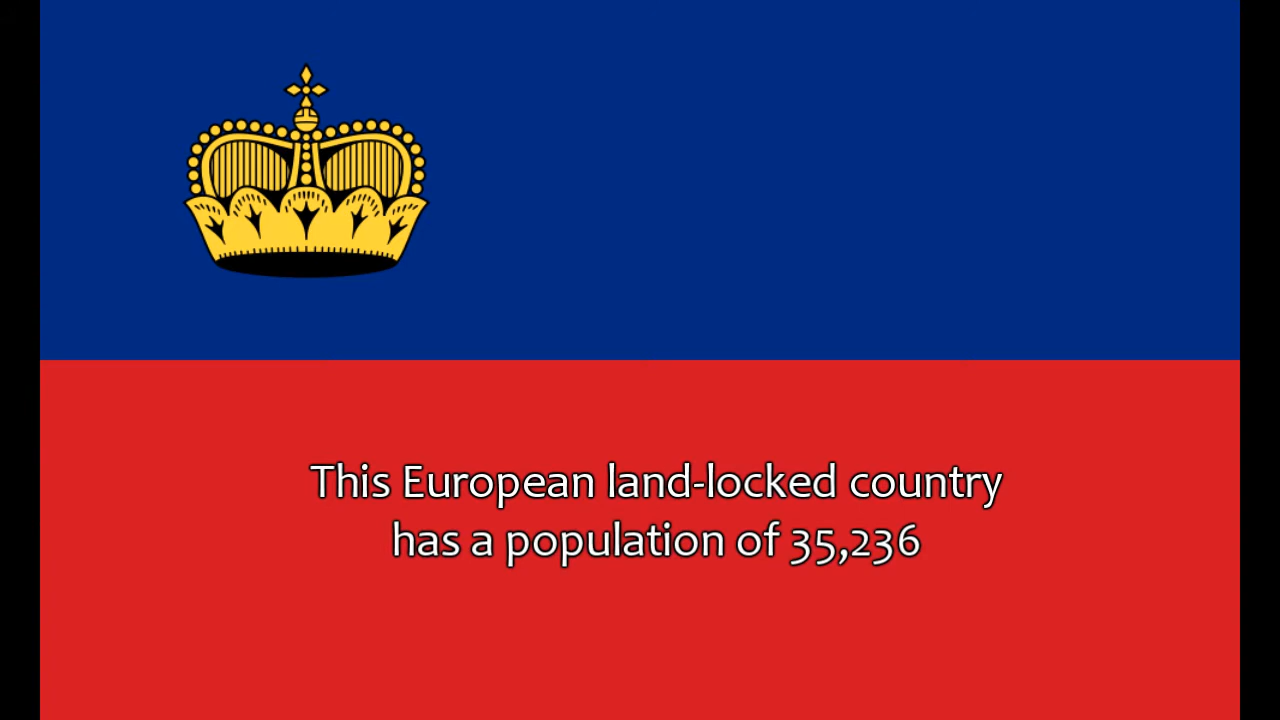 This European land-locked country
has a population of 35,236